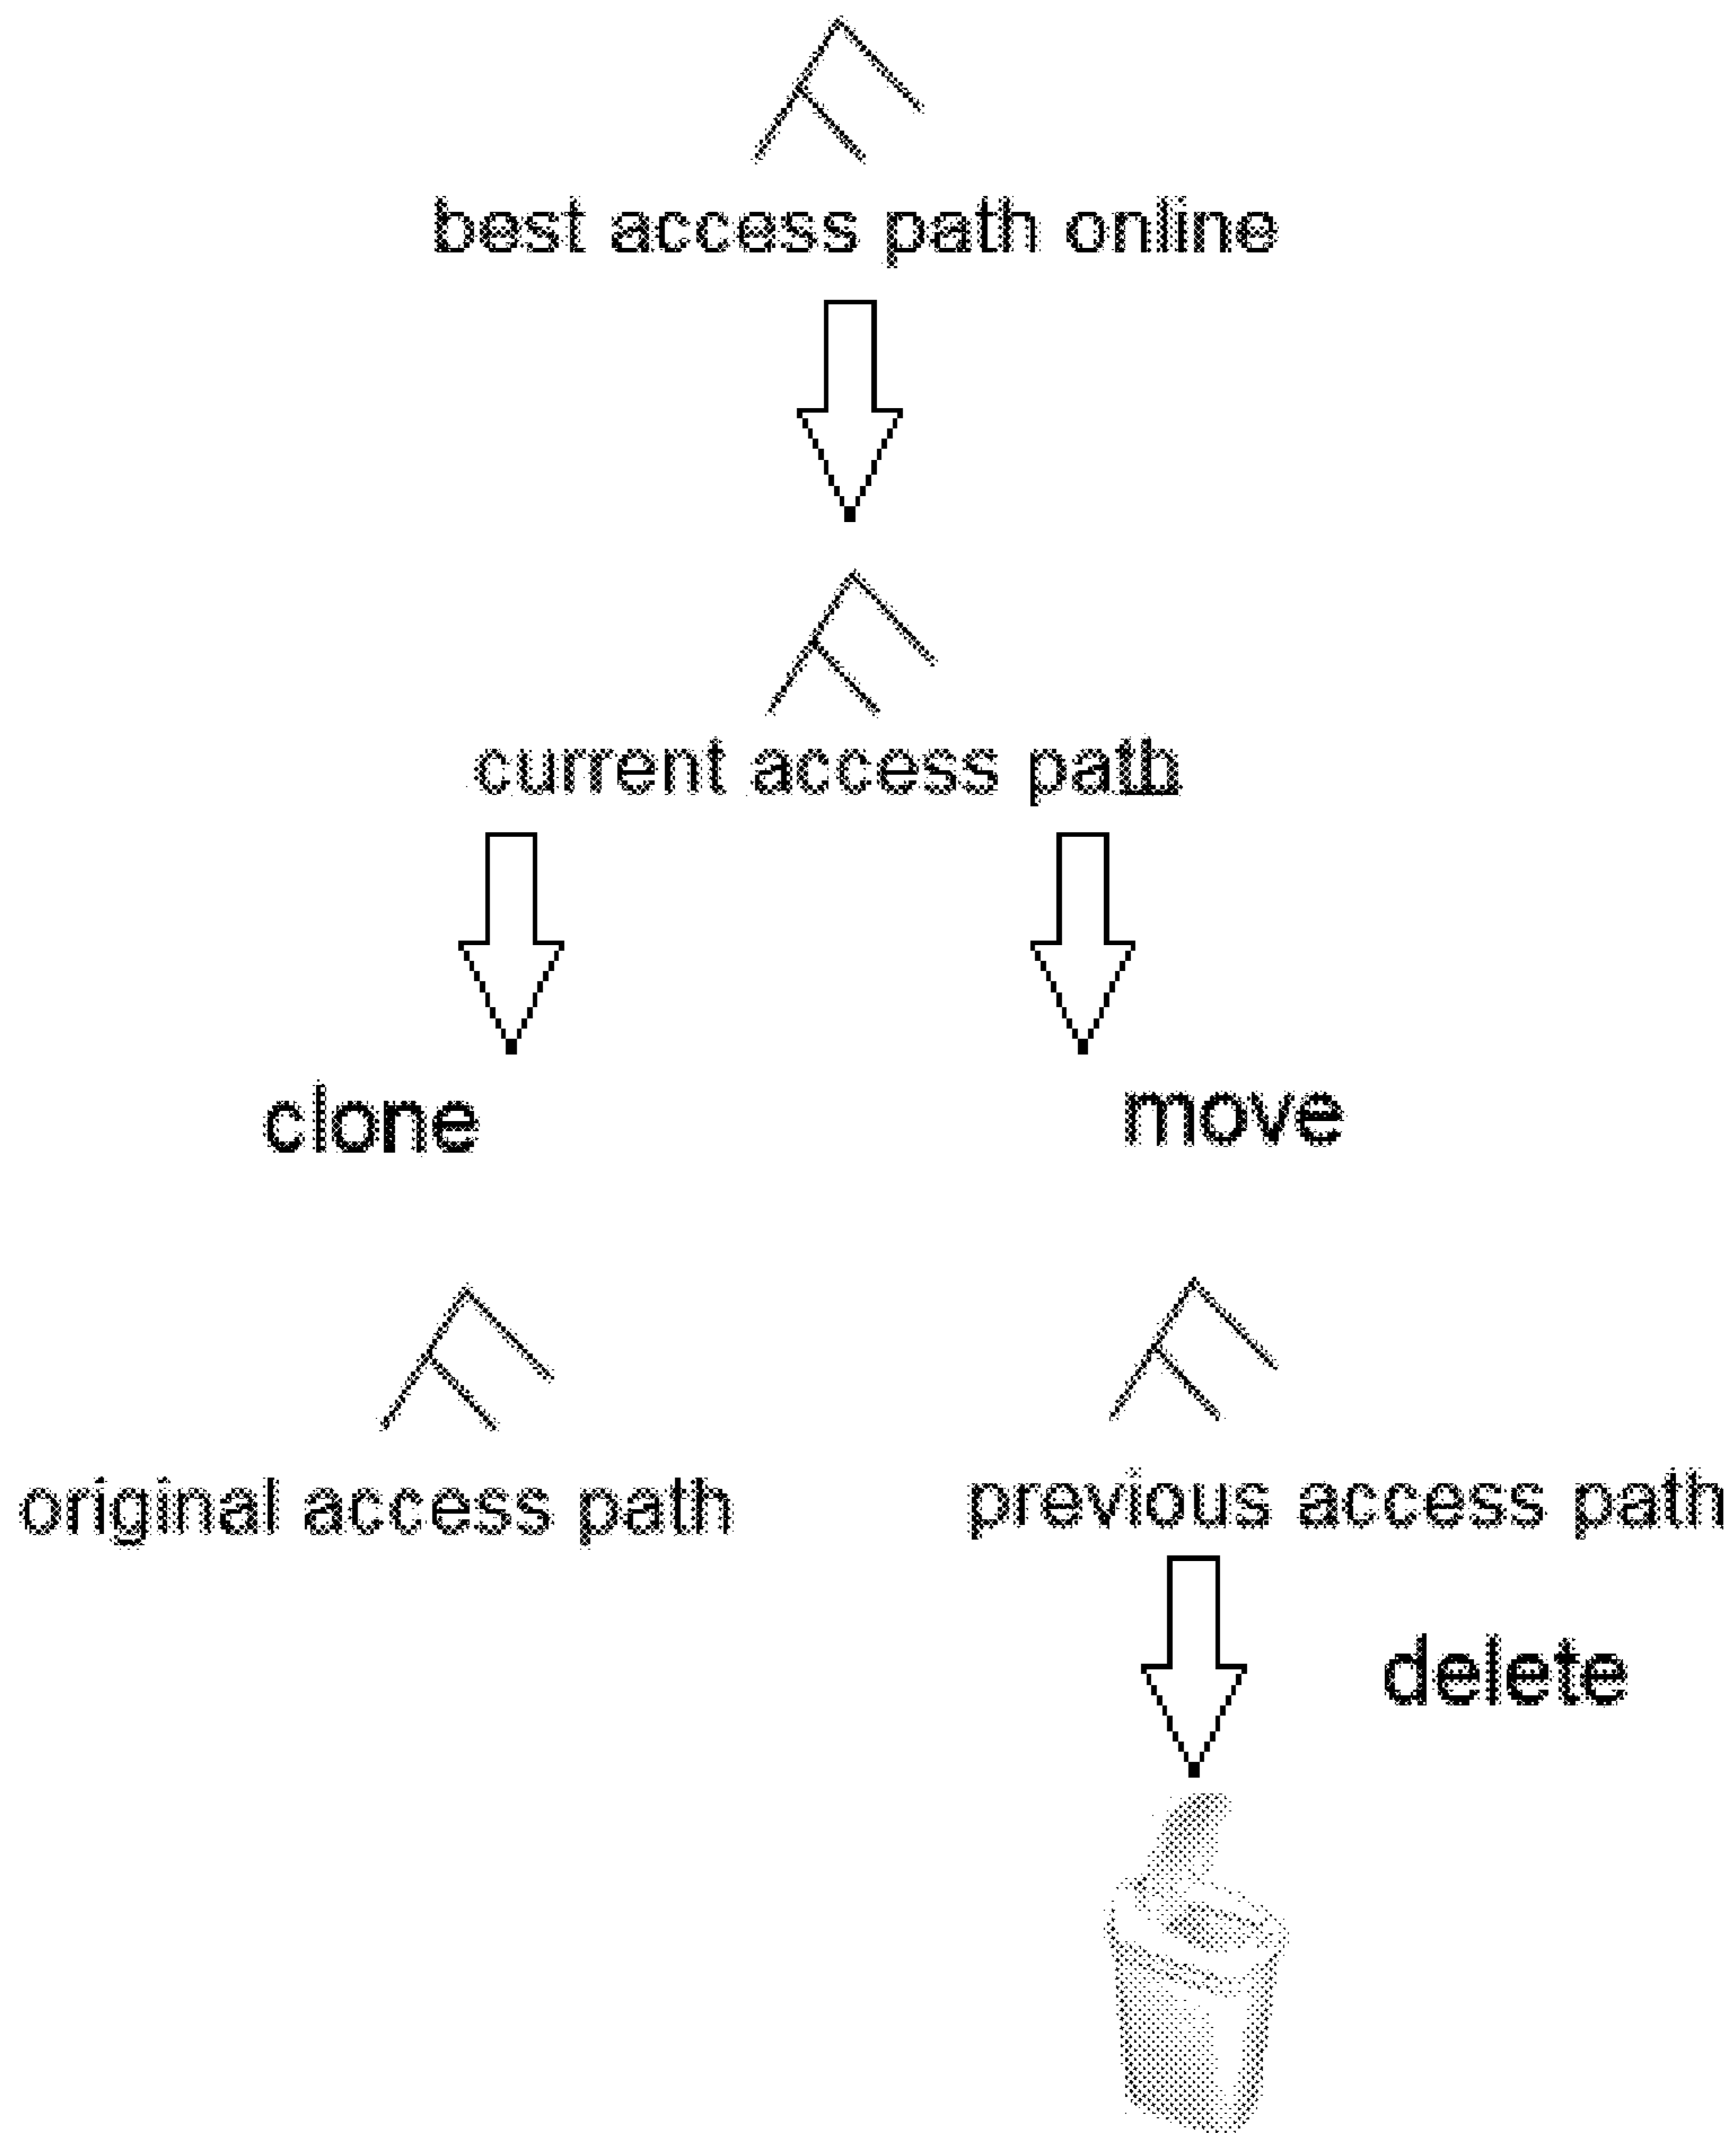 best access path online
current access path
clone
move
original access path
previous access path
delete